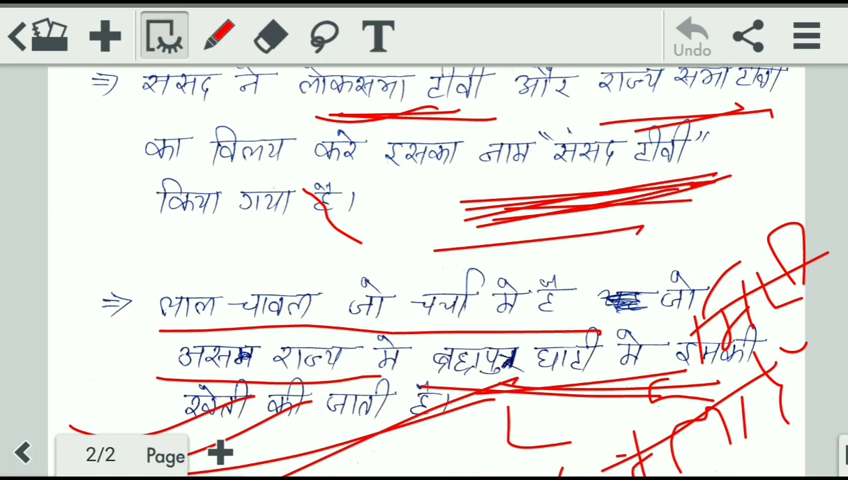 Undo
⇒ संसद ने लोकसभा टीवी और राज्य सभा टीवी
का विलय करे इसका नाम "संसद टीवी"
किया गया है।
⇒ लाल चावल जो चर्चा मे है जो
असम राज्य मे ब्रह्मपुत्र घाटी मे इसकी
खेती की जाती है।
2/2 Page